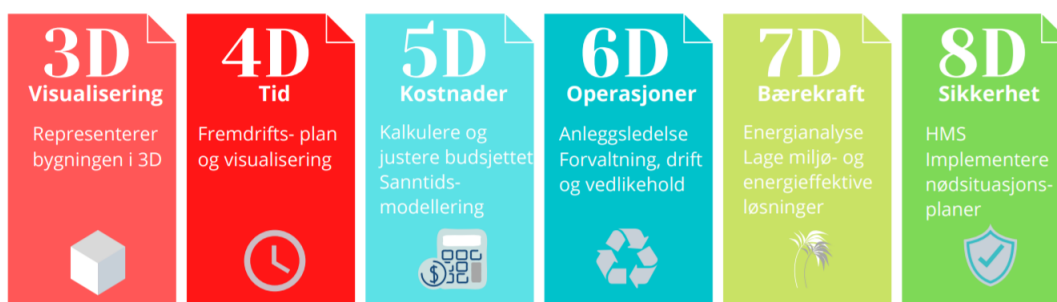 3D
Visualisering
Representerer
bygningen i 3D
4D
Tid
Fremdrifts- plan
og visualisering
5D
Kostnader
Kalkulere og
justere budsjettet
Sanntids-
modellering
$
6D
Operasjoner
Anleggsledelse
Forvaltning, drift
og vedlikehold
7D
Bærekraft
Energianalyse
Lage miljø- og
energieffektive
løsninger
8D
Sikkerhet
HMS
Implementere
nødsituasjons-
planer